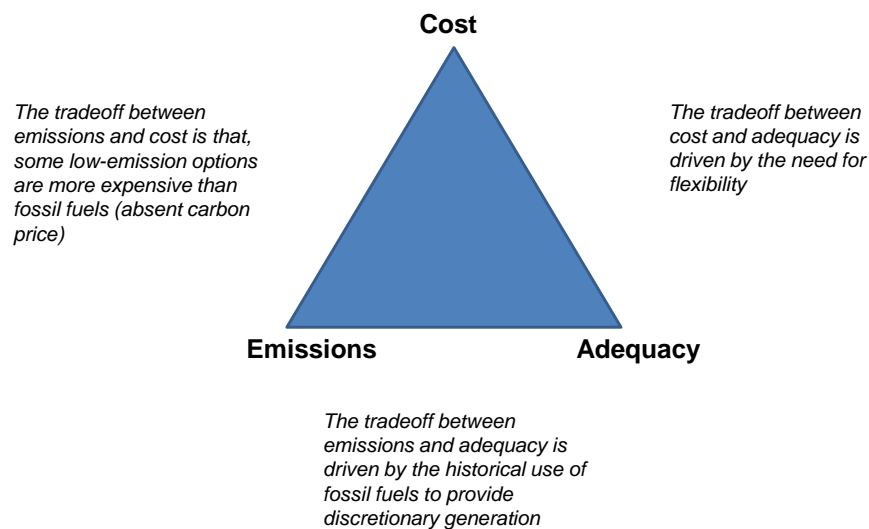 Cost
The tradeoff between
emissions and cost is that,
some low-emission options
are more expensive than
fossil fuels (absent carbon
price)
The tradeoff between
cost and adequacy is
driven by the need for
flexibility
Emissions
Adequacy
The tradeoff between
emissions and adequacy is
driven by the historical use of
fossil fuels to provide
discretionary generation